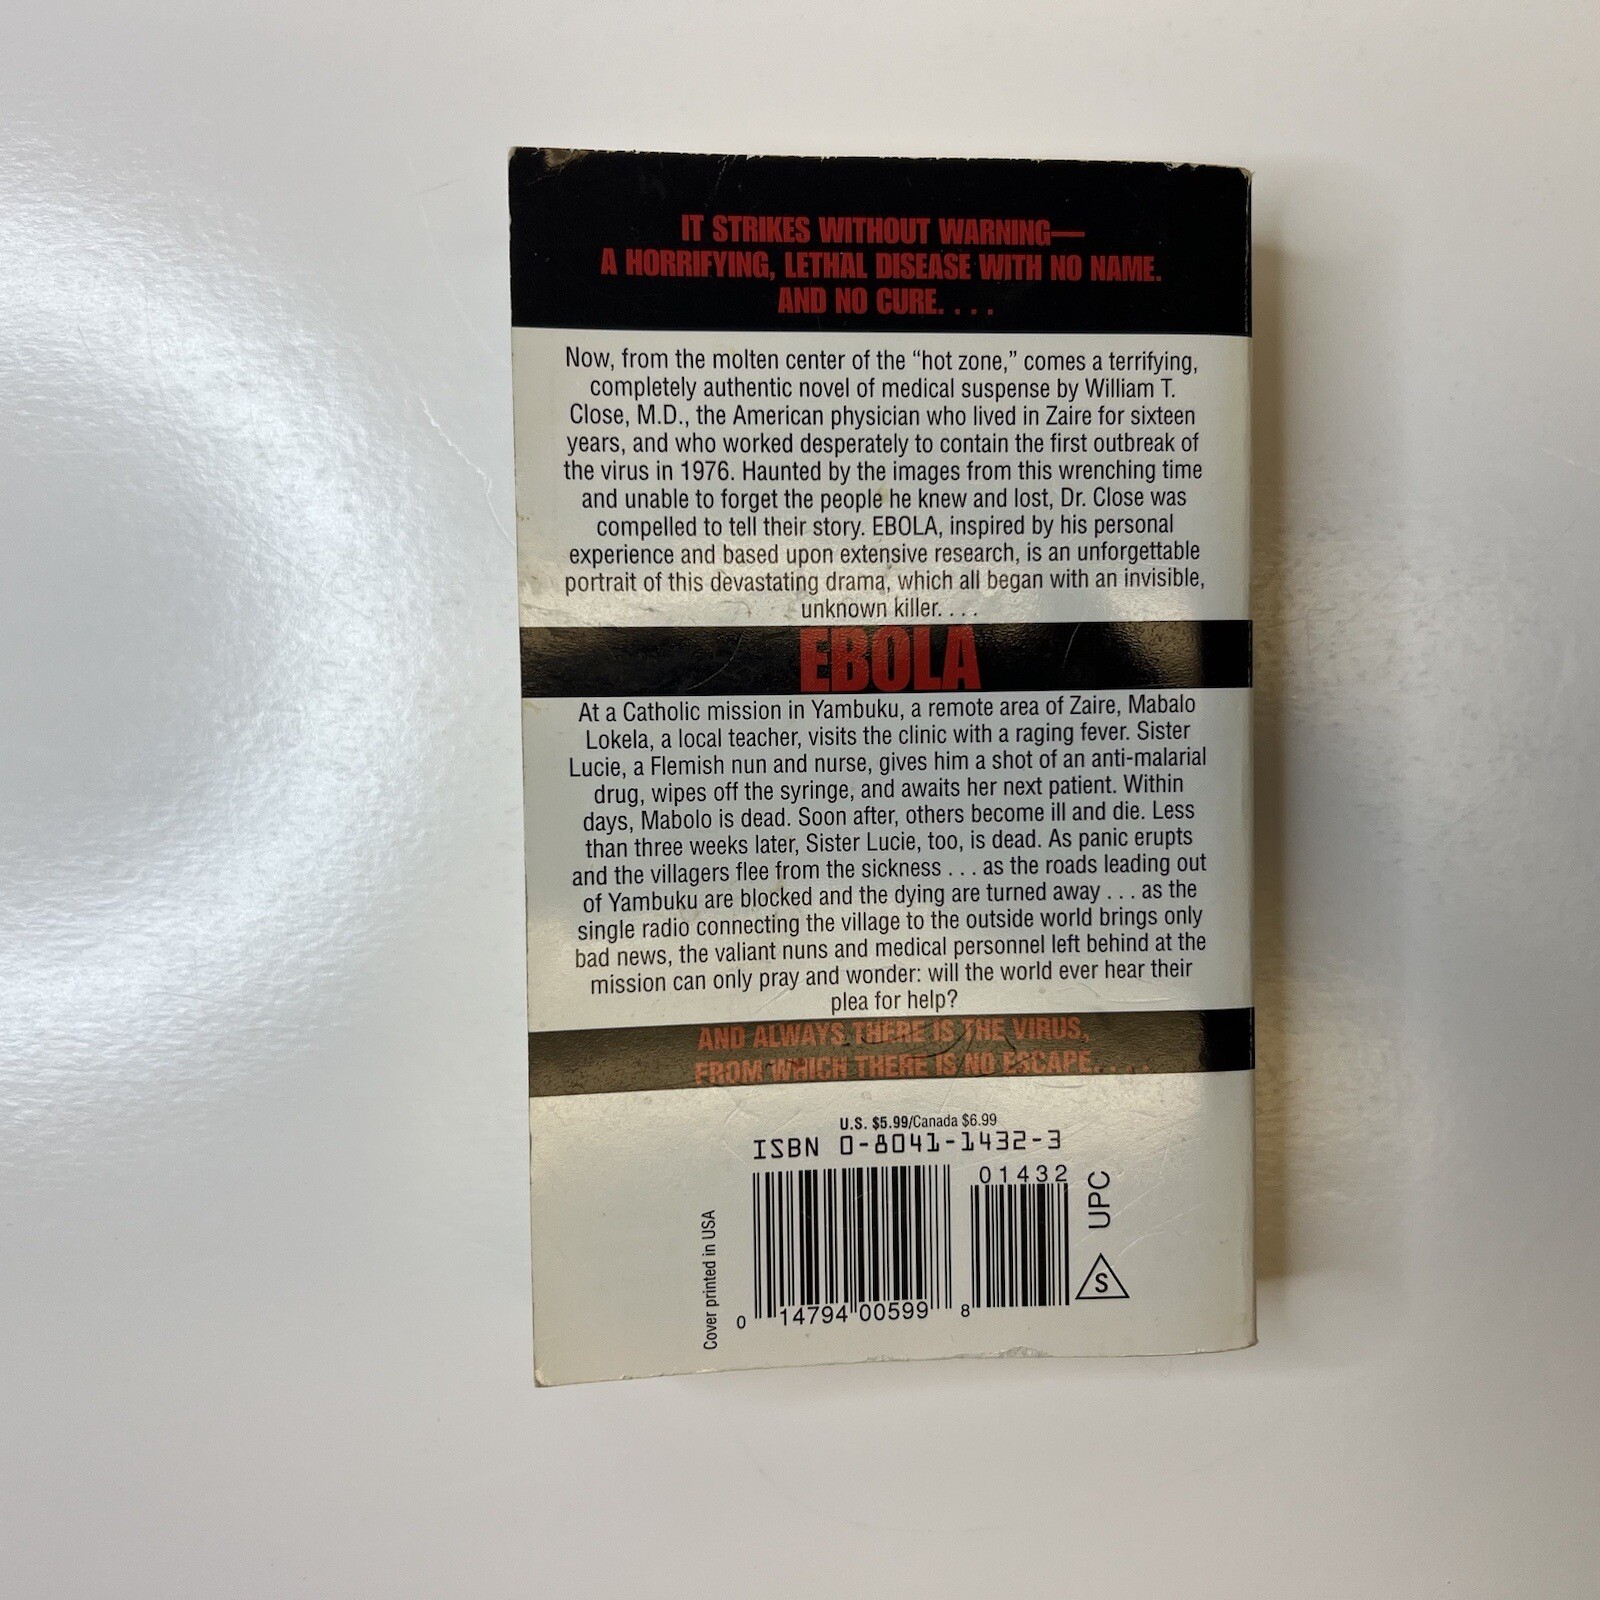 IT STRIKES WITHOUT WARNING—
A HORRIFYING, LETHAL DISEASE WITH NO NAME.
AND NO CURE. . . .
Now, from the molten center of the “hot zone,” comes a terrifying,
completely authentic novel of medical suspense by William T.
Close, M.D., the American physician who lived in Zaire for sixteen
years, and who worked desperately to contain the first outbreak of
the virus in 1976. Haunted by the images from this wrenching time
and unable to forget the people he knew and lost, Dr. Close was
compelled to tell their story. EBOLA, inspired by his personal
experience and based upon extensive research, is an unforgettable
portrait of this devastating drama, which all began with an invisible,
unknown killer. . . .
EBOLA
At a Catholic mission in Yambuku, a remote area of Zaire, Mabalo
Lokela, a local teacher, visits the clinic with a raging fever. Sister
Lucie, a Flemish nun and nurse, gives him a shot of an anti-malarial
drug, wipes off the syringe, and awaits her next patient. Within
days, Mabolo is dead. Soon after, others become ill and die. Less
than three weeks later, Sister Lucie, too, is dead. As panic erupts
and the villagers flee from the sickness . . . as the roads leading out
of Yambuku are blocked and the dying are turned away . . . as the
single radio connecting the village to the outside world brings only
bad news, the valiant nuns and medical personnel left behind at the
mission can only pray and wonder: will the world ever hear their
plea for help?
AND ALWAYS THERE IS THE VIRUS,
FROM WHICH THERE IS NO ESCAPE. . . .
U.S. $5.99/Canada $6.99
ISBN 0-8041-1432-3
01432
UPC
S
Cover printed in USA
0 14794 00599 8